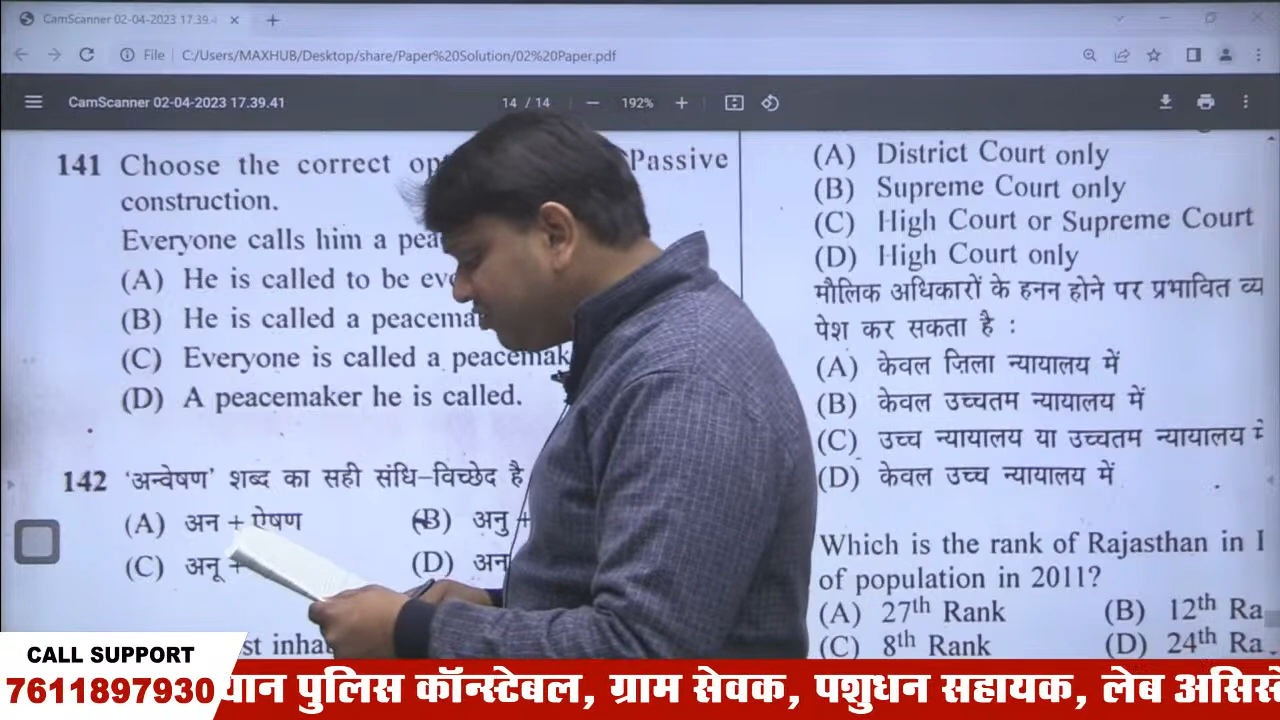 CamScanner 02-04-2023 17.39.4
File C:/Users/MAXHUB/Desktop/share/Paper%20Solution/02%20Paper.pdf
CamScanner 02-04-2023 17.39.41
14 / 14
192%
141 Choose the correct Passive
construction.
Everyone calls him a
(A) He is called to be
(B) He is called a
(C) Everyone is called a
(D) A peacemaker he is called.
142 'अन्वेषण' शब्द का सही संधि-विच्छेद है
(A) अन + ऐषण
(B) अनु +
(C) अनू +
(D) अन
(A) District Court only
(B) Supreme Court only
(C) High Court or Supreme Court
(D) High Court only
मौलिक अधिकारों के हनन होने पर प्रभावित
पेश कर सकता है :
(A) केवल ज़िला न्यायालय में
(B) केवल उच्चतम न्यायालय में
(C) उच्च न्यायालय या उच्चतम न्यायालय
(D) केवल उच्च न्यायालय में
Which is the rank of Rajasthan in
of population in 2011?
(A) 27th Rank
(B) 12th
(C) 8th Rank
(D) 24th
CALL SUPPORT
7611897930
पुलिस कॉन्स्टेबल, ग्राम सेवक, पशुधन सहायक, लेब